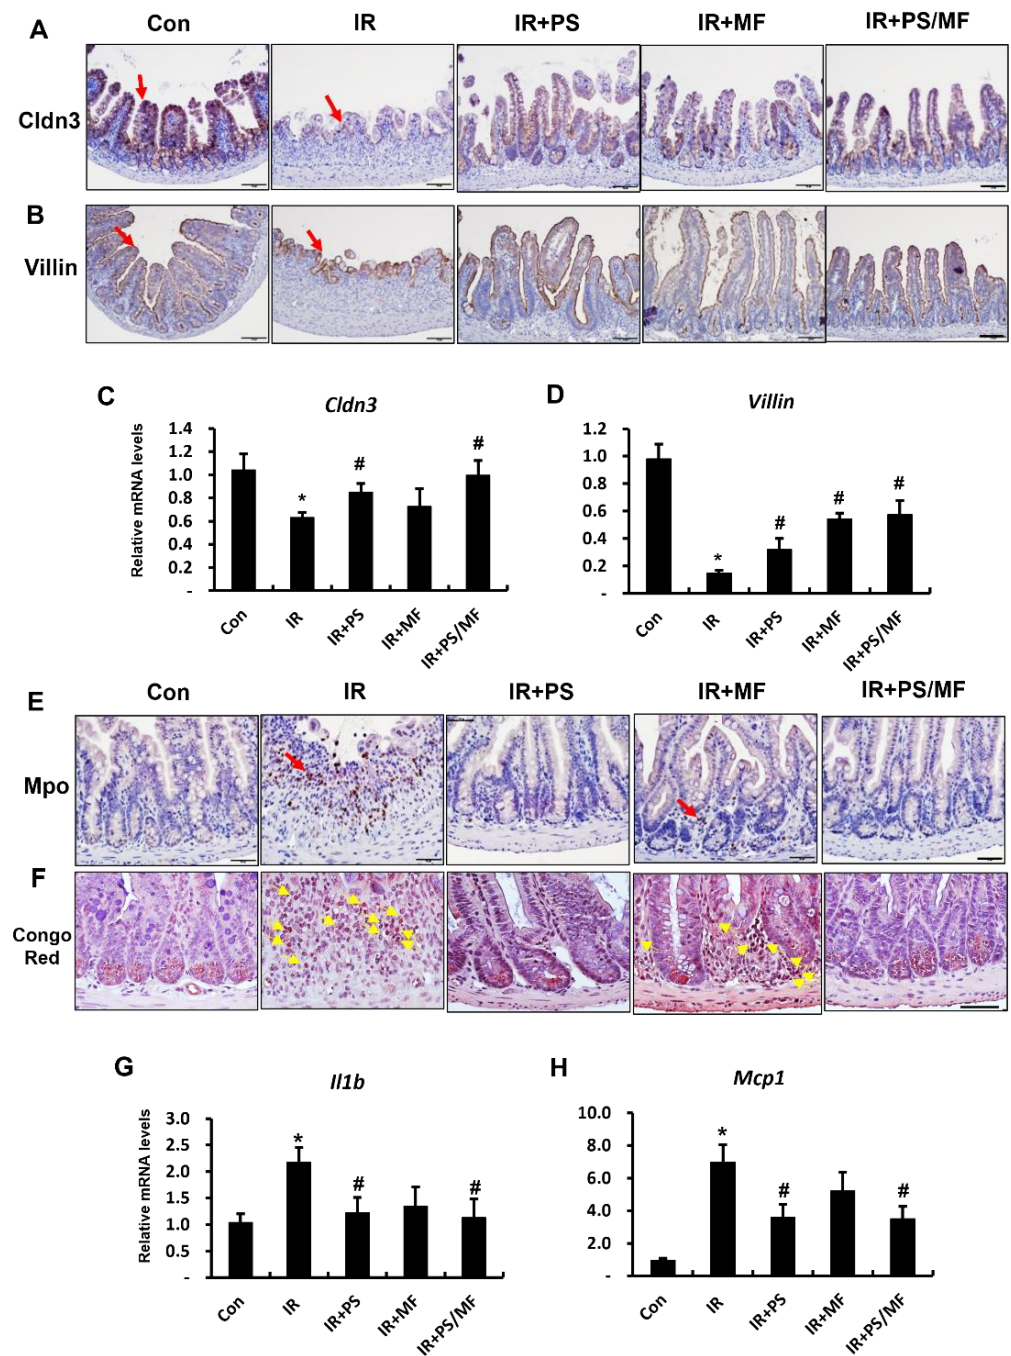 A
Con IR IR+PS IR+MF IR+PS/MF
Cldn3
B
Villin
C
Cldn3
Relative mRNA levels
1.4
1.2
1.0
0.8
0.6
0.4
0.2
-
* # #
Con IR IR+PS IR+MF IR+PS/MF
D
Villin
1.2
1.0
0.8
0.6
0.4
0.2
-
* # # #
Con IR IR+PS IR+MF IR+PS/MF
E
Con IR IR+PS IR+MF IR+PS/MF
Mpo
F
Congo
Red
G
Il1b
Relative mRNA levels
3.0
2.5
2.0
1.5
1.0
0.5
-
* # #
Con IR IR+PS IR+MF IR+PS/MF
H
Mcp1
10.0
8.0
6.0
4.0
2.0
-
* # #
Con IR IR+PS IR+MF IR+PS/MF